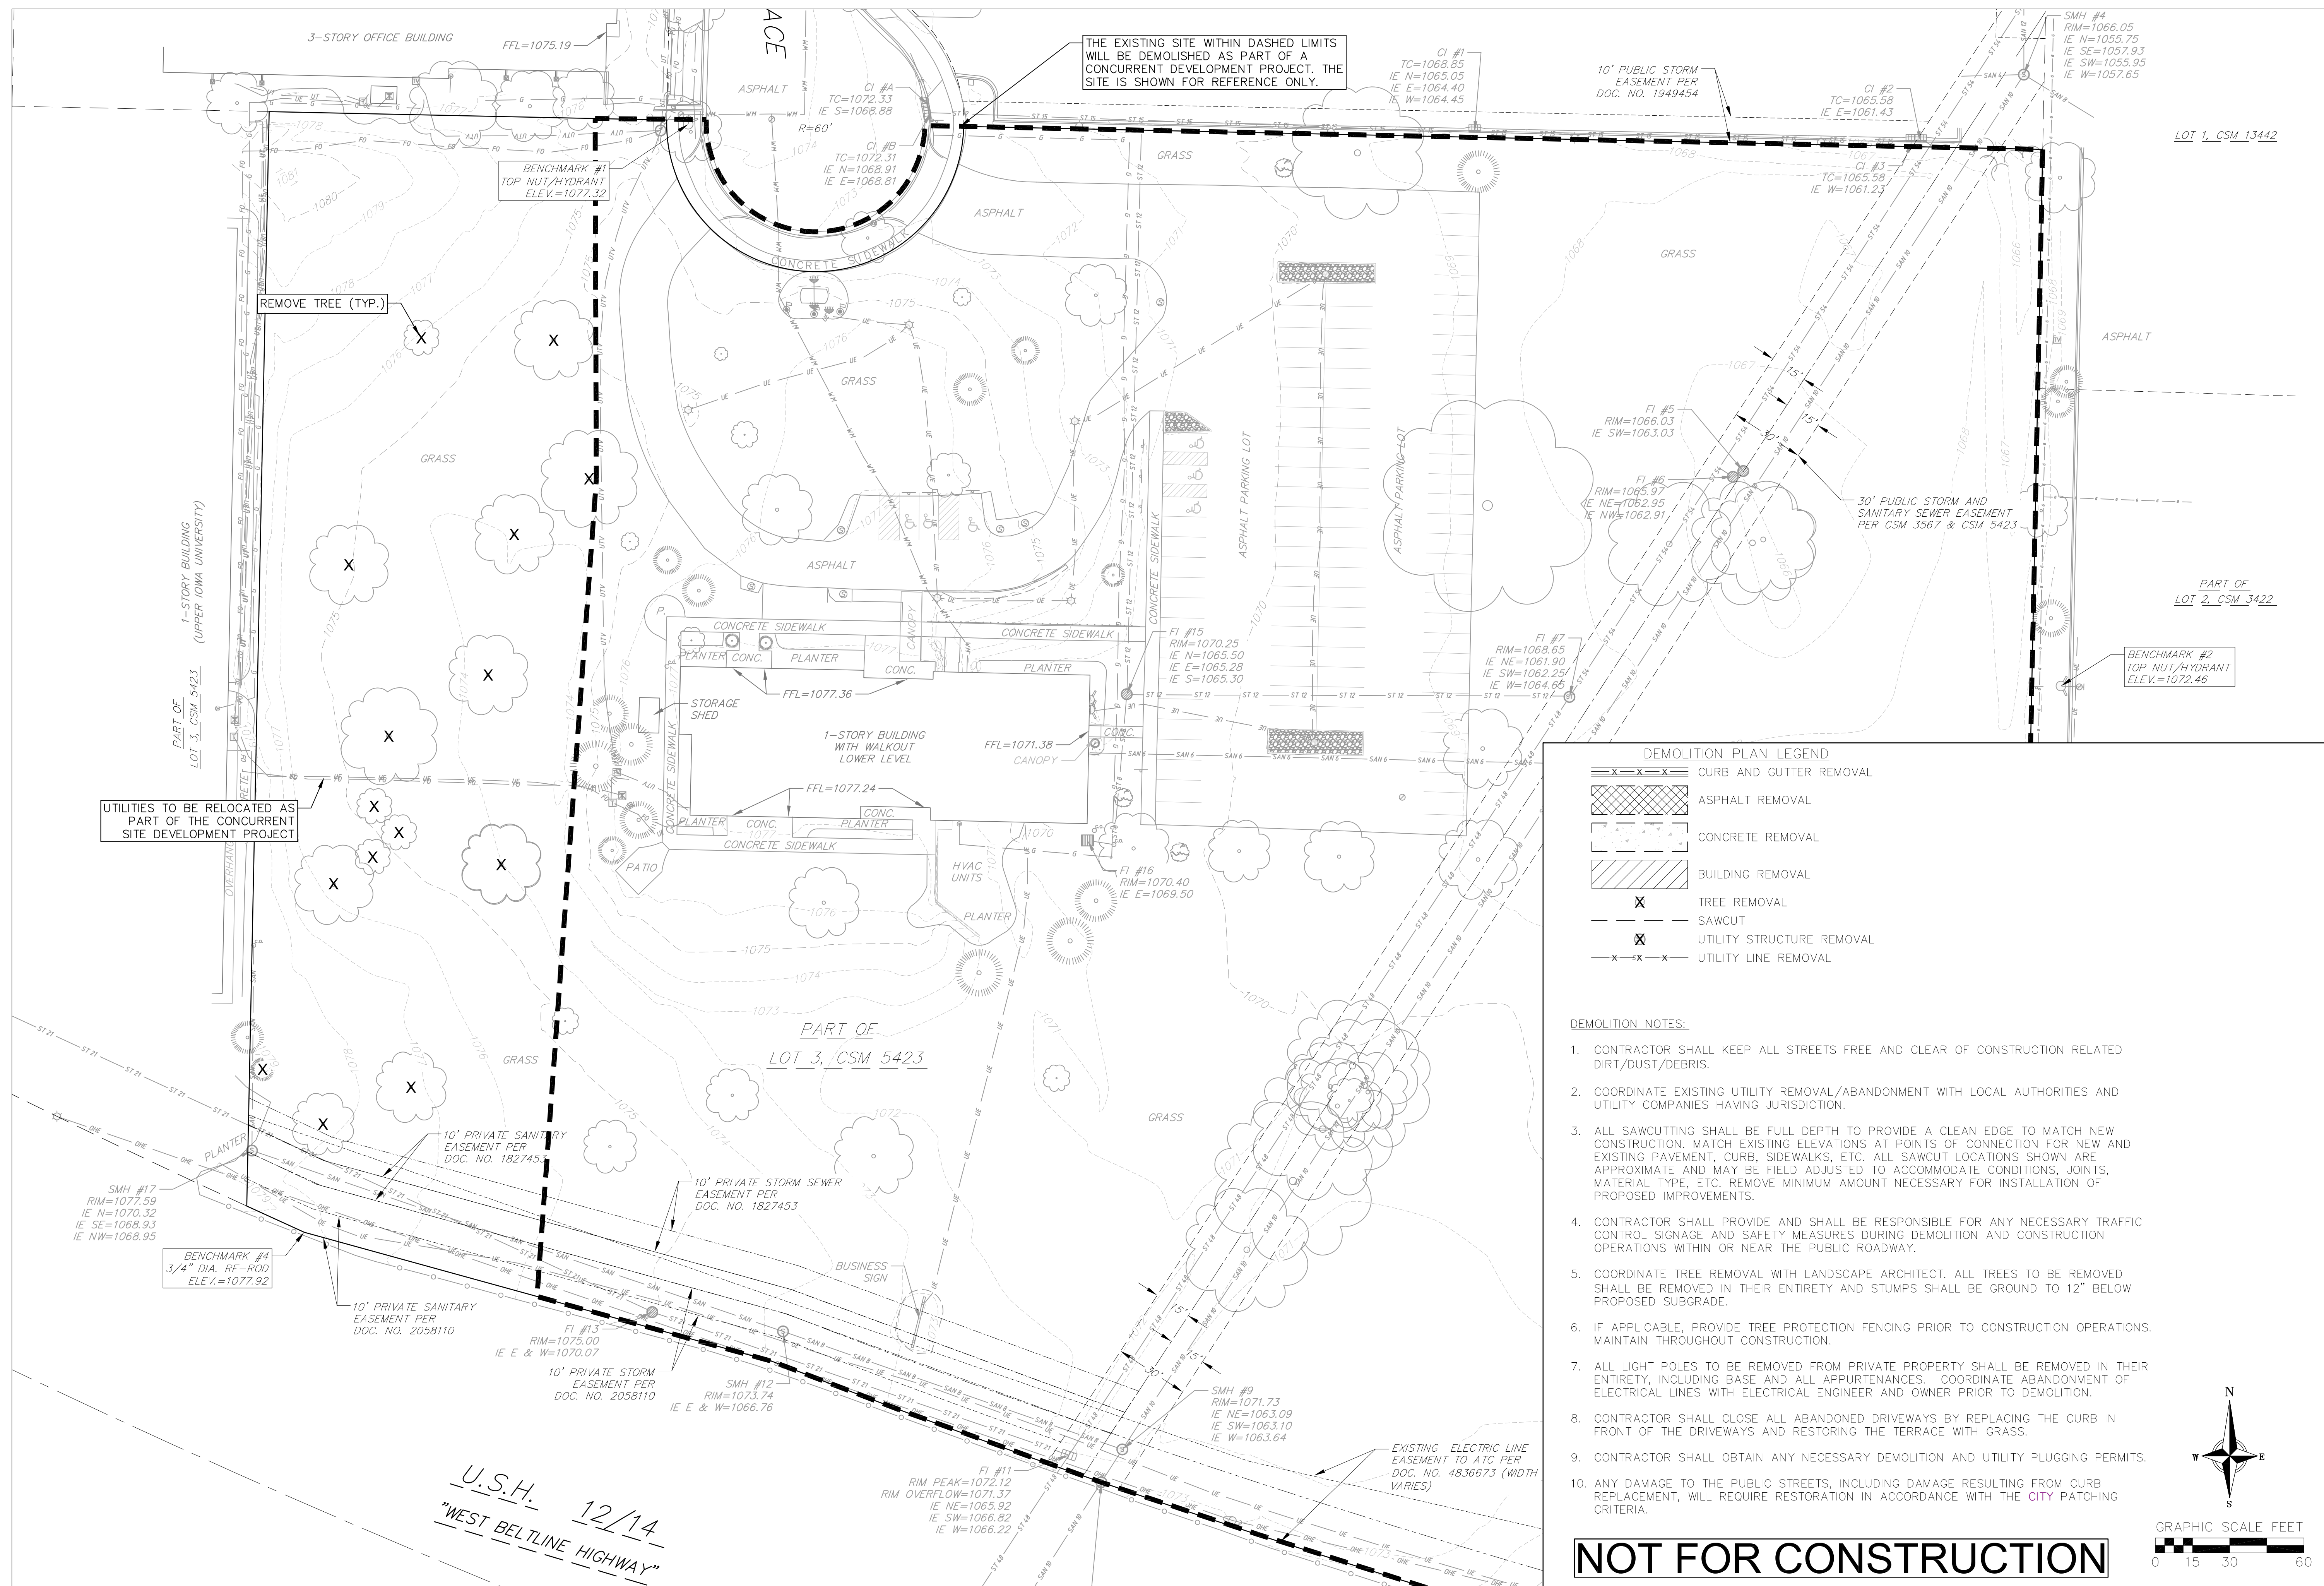 3-STORY OFFICE BUILDING
FFL=1075.19
ACE
ASPHALT
R=60'
CI #A
TC=1072.33
IE S=1068.88
CI #B
TC=1072.31
IE N=1068.91
IE E=1068.81
THE EXISTING SITE WITHIN DASHED LIMITS
WILL BE DEMOLISHED AS PART OF A
CONCURRENT DEVELOPMENT PROJECT. THE
SITE IS SHOWN FOR REFERENCE ONLY.
CI #1
TC=1068.85
IE N=1065.05
IE E=1064.40
IE W=1064.45
10' PUBLIC STORM
EASEMENT PER
DOC. NO. 1949454
CI #2
TC=1065.58
IE E=1061.43
CI #3
TC=1065.58
IE W=1061.23
SMH #4
RIM=1066.05
IE N=1055.75
IE SE=1057.93
IE SW=1055.95
IE W=1057.65
LOT 1, CSM 13442
BENCHMARK #1
TOP NUT/HYDRANT
ELEV.=1077.32
CONCRETE SIDEWALK
GRASS
ASPHALT
GRASS
ASPHALT
REMOVE TREE (TYP.)
GRASS
GRASS
ASPHALT
ASPHALT PARKING LOT
ASPHALT PARKING LOT
CONCRETE SIDEWALK
FI #5
RIM=1066.03
IE SW=1063.03
FI #6
RIM=1065.97
IE NE=1062.95
IE NW=1062.91
15'
15'
30'
30' PUBLIC STORM AND
SANITARY SEWER EASEMENT
PER CSM 3567 & CSM 5423
PART OF
LOT 2, CSM 3422
BENCHMARK #2
TOP NUT/HYDRANT
ELEV.=1072.46
1-STORY BUILDING
(UPPER IOWA UNIVERSITY)
PART OF
LOT 3, CSM 5423
P.
CONCRETE SIDEWALK
CONCRETE SIDEWALK
CANOPY
PLANTER
CONC.
PLANTER
CONC.
PLANTER
FFL=1077.36
STORAGE
SHED
CONCRETE SIDEWALK
1-STORY BUILDING
WITH WALKOUT
LOWER LEVEL
FFL=1071.38
CANOPY
CONC.
FFL=1077.24
CONC.
PLANTER
CONC.
PLANTER
CONCRETE SIDEWALK
PATIO
HVAC
UNITS
PLANTER
FI #15
RIM=1070.25
IE N=1065.50
IE E=1065.28
IE S=1065.30
FI #7
RIM=1068.65
IE NE=1061.90
IE SW=1062.25
IE W=1064.65
FI #16
RIM=1070.40
IE E=1069.50
UTILITIES TO BE RELOCATED AS
PART OF THE CONCURRENT
SITE DEVELOPMENT PROJECT
PART OF
LOT 3, CSM 5423
GRASS
GRASS
PLANTER
10' PRIVATE SANITARY
EASEMENT PER
DOC. NO. 1827453
10' PRIVATE STORM SEWER
EASEMENT PER
DOC. NO. 1827453
SMH #17
RIM=1077.59
IE N=1070.32
IE SE=1068.93
IE NW=1068.95
BENCHMARK #4
3/4" DIA. RE-ROD
ELEV.=1077.92
10' PRIVATE SANITARY
EASEMENT PER
DOC. NO. 2058110
FI #13
RIM=1075.00
IE E & W=1070.07
10' PRIVATE STORM
EASEMENT PER
DOC. NO. 2058110
SMH #12
RIM=1073.74
IE E & W=1066.76
BUSINESS
SIGN
15'
15'
30'
SMH #9
RIM=1071.73
IE NE=1063.09
IE SW=1063.10
IE W=1063.64
FI #11
RIM PEAK=1072.12
RIM OVERFLOW=1071.37
IE NE=1065.92
IE SW=1066.82
IE W=1066.22
EXISTING ELECTRIC LINE
EASEMENT TO ATC PER
DOC. NO. 4836673 (WIDTH
VARIES)
U.S.H. 12/14
"WEST BELTLINE HIGHWAY"
DEMOLITION PLAN LEGEND
CURB AND GUTTER REMOVAL
ASPHALT REMOVAL
CONCRETE REMOVAL
BUILDING REMOVAL
TREE REMOVAL
SAWCUT
UTILITY STRUCTURE REMOVAL
UTILITY LINE REMOVAL
DEMOLITION NOTES:
1. CONTRACTOR SHALL KEEP ALL STREETS FREE AND CLEAR OF CONSTRUCTION RELATED
DIRT/DUST/DEBRIS.
2. COORDINATE EXISTING UTILITY REMOVAL/ABANDONMENT WITH LOCAL AUTHORITIES AND
UTILITY COMPANIES HAVING JURISDICTION.
3. ALL SAWCUTTING SHALL BE FULL DEPTH TO PROVIDE A CLEAN EDGE TO MATCH NEW
CONSTRUCTION. MATCH EXISTING ELEVATIONS AT POINTS OF CONNECTION FOR NEW AND
EXISTING PAVEMENT, CURB, SIDEWALKS, ETC. ALL SAWCUT LOCATIONS SHOWN ARE
APPROXIMATE AND MAY BE FIELD ADJUSTED TO ACCOMMODATE CONDITIONS, JOINTS,
MATERIAL TYPE, ETC. REMOVE MINIMUM AMOUNT NECESSARY FOR INSTALLATION OF
PROPOSED IMPROVEMENTS.
4. CONTRACTOR SHALL PROVIDE AND SHALL BE RESPONSIBLE FOR ANY NECESSARY TRAFFIC
CONTROL SIGNAGE AND SAFETY MEASURES DURING DEMOLITION AND CONSTRUCTION
OPERATIONS WITHIN OR NEAR THE PUBLIC ROADWAY.
5. COORDINATE TREE REMOVAL WITH LANDSCAPE ARCHITECT. ALL TREES TO BE REMOVED
SHALL BE REMOVED IN THEIR ENTIRETY AND STUMPS SHALL BE GROUND TO 12" BELOW
PROPOSED SUBGRADE.
6. IF APPLICABLE, PROVIDE TREE PROTECTION FENCING PRIOR TO CONSTRUCTION OPERATIONS.
MAINTAIN THROUGHOUT CONSTRUCTION.
7. ALL LIGHT POLES TO BE REMOVED FROM PRIVATE PROPERTY SHALL BE REMOVED IN THEIR
ENTIRETY, INCLUDING BASE AND ALL APPURTENANCES. COORDINATE ABANDONMENT OF
ELECTRICAL LINES WITH ELECTRICAL ENGINEER AND OWNER PRIOR TO DEMOLITION.
8. CONTRACTOR SHALL CLOSE ALL ABANDONED DRIVEWAYS BY REPLACING THE CURB IN
FRONT OF THE DRIVEWAYS AND RESTORING THE TERRACE WITH GRASS.
9. CONTRACTOR SHALL OBTAIN ANY NECESSARY DEMOLITION AND UTILITY PLUGGING PERMITS.
10. ANY DAMAGE TO THE PUBLIC STREETS, INCLUDING DAMAGE RESULTING FROM CURB
REPLACEMENT, WILL REQUIRE RESTORATION IN ACCORDANCE WITH THE CITY PATCHING
CRITERIA.
NOT FOR CONSTRUCTION
N
W E
S
GRAPHIC SCALE FEET
0 15 30 60